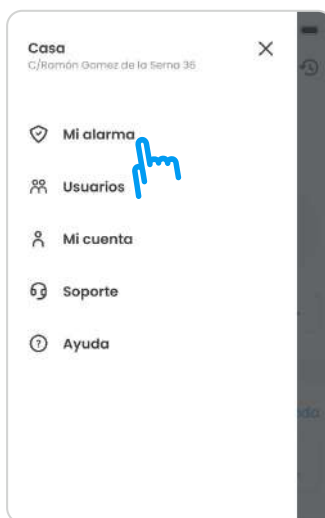 Casa
C/Ramón Gomez de la Serna 36
Mi alarma
Usuarios
Mi cuenta
Soporte
Ayuda